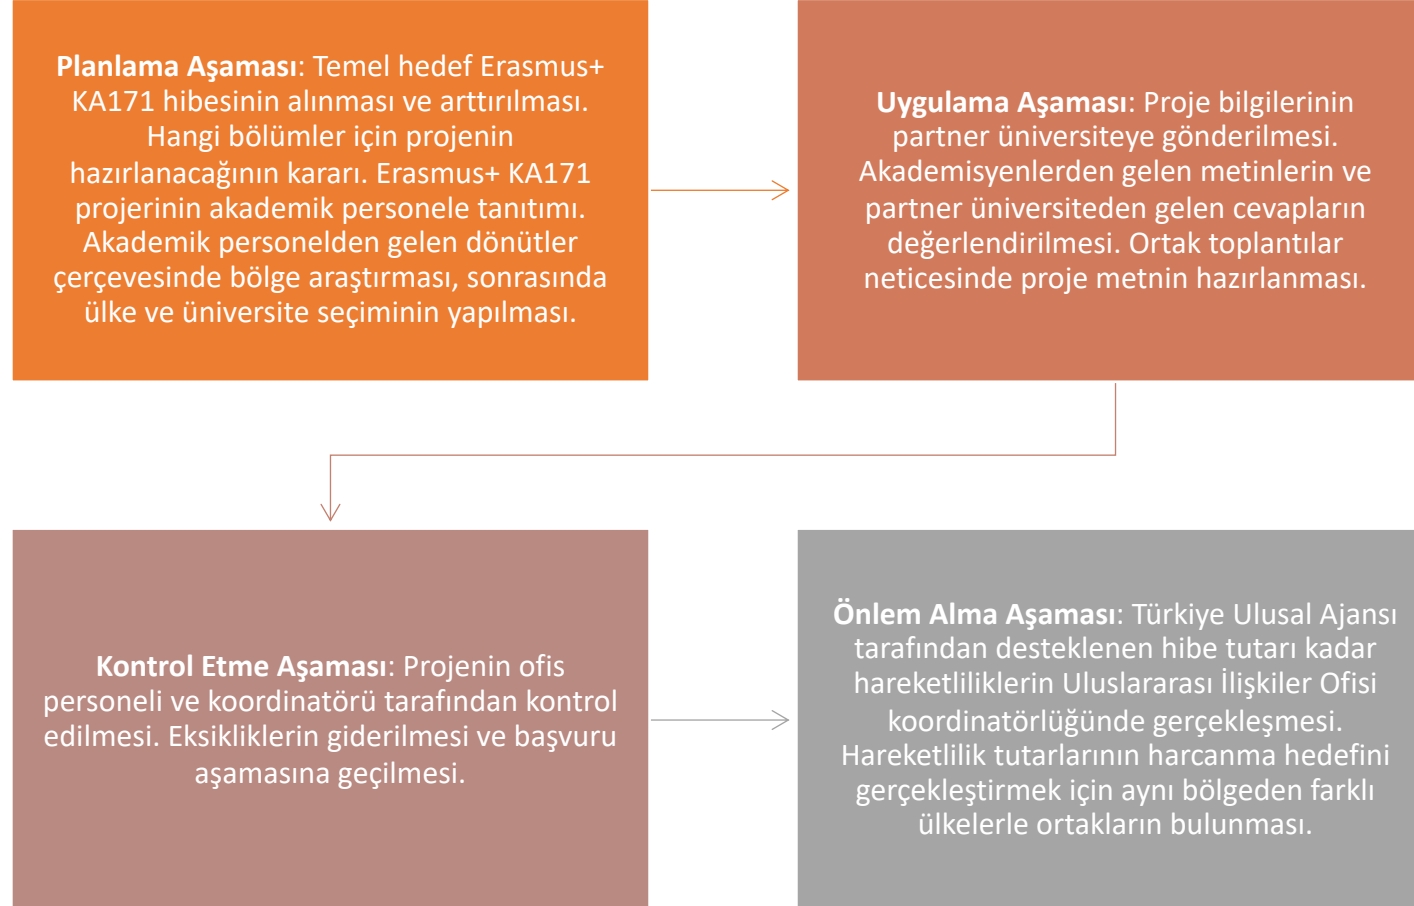 Planlama Aşaması: Temel hedef Erasmus+
KA171 hibesinin alınması ve arttırılması.
Hangi bölümler için projenin
hazırlanacağının kararı. Erasmus+ KA171
projerinin akademik personele tanıtımı.
Akademik personelden gelen dönütler
çerçevesinde bölge araştırması, sonrasında
ülke ve üniversite seçiminin yapılması.
Uygulama Aşaması: Proje bilgilerinin
partner üniversiteye gönderilmesi.
Akademisyenlerden gelen metinlerin ve
partner üniversiteden gelen cevapların
değerlendirilmesi. Ortak toplantılar
neticesinde proje metnin hazırlanması.
Kontrol Etme Aşaması: Projenin ofis
personeli ve koordinatörü tarafından kontrol
edilmesi. Eksikliklerin giderilmesi ve başvuru
aşamasına geçilmesi.
Önlem Alma Aşaması: Türkiye Ulusal Ajansı
tarafından desteklenen hibe tutarı kadar
hareketliliklerin Uluslararası İlişkiler Ofisi
koordinatörlüğünde gerçekleşmesi.
Hareketlilik tutarlarının harcanma hedefini
gerçekleştirmek için aynı bölgeden farklı
ülkelerle ortakların bulunması.